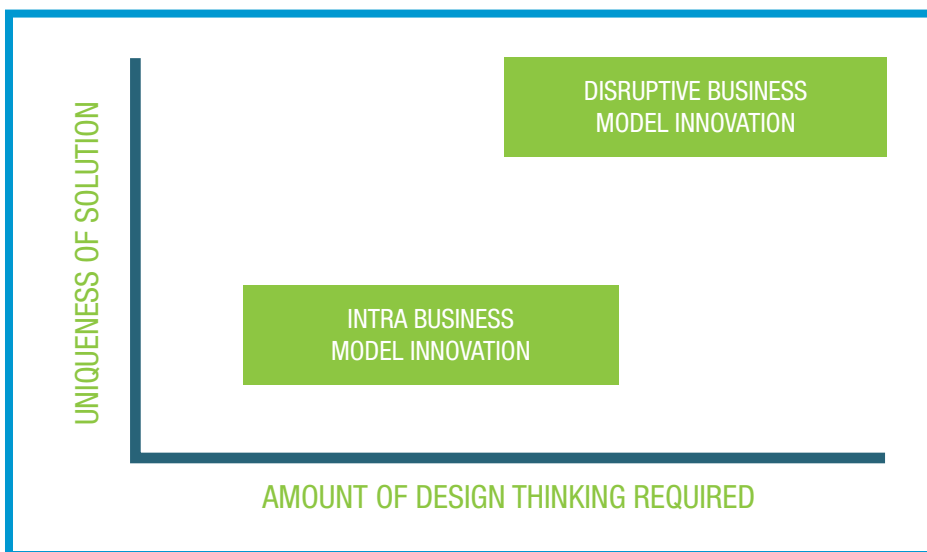 UNIQUENESS OF SOLUTION
DISRUPTIVE BUSINESS
MODEL INNOVATION
INTRA BUSINESS
MODEL INNOVATION
AMOUNT OF DESIGN THINKING REQUIRED